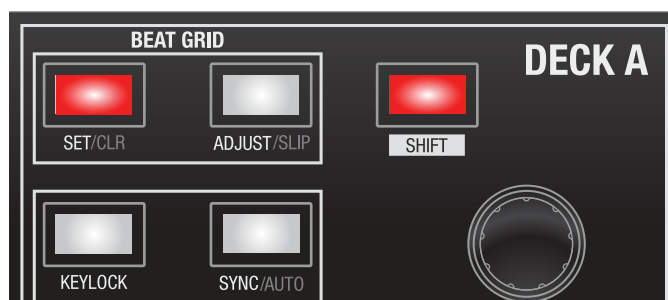 BEAT GRID
DECK A
SET/CLR
ADJUST/SLIP
SHIFT
KEYLOCK
SYNC/AUTO